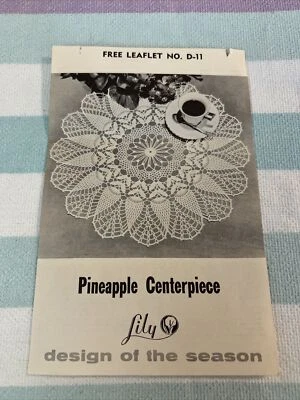 FREE LEAFLET NO. D-11
Pineapple Centerpiece
Lily
design of the season